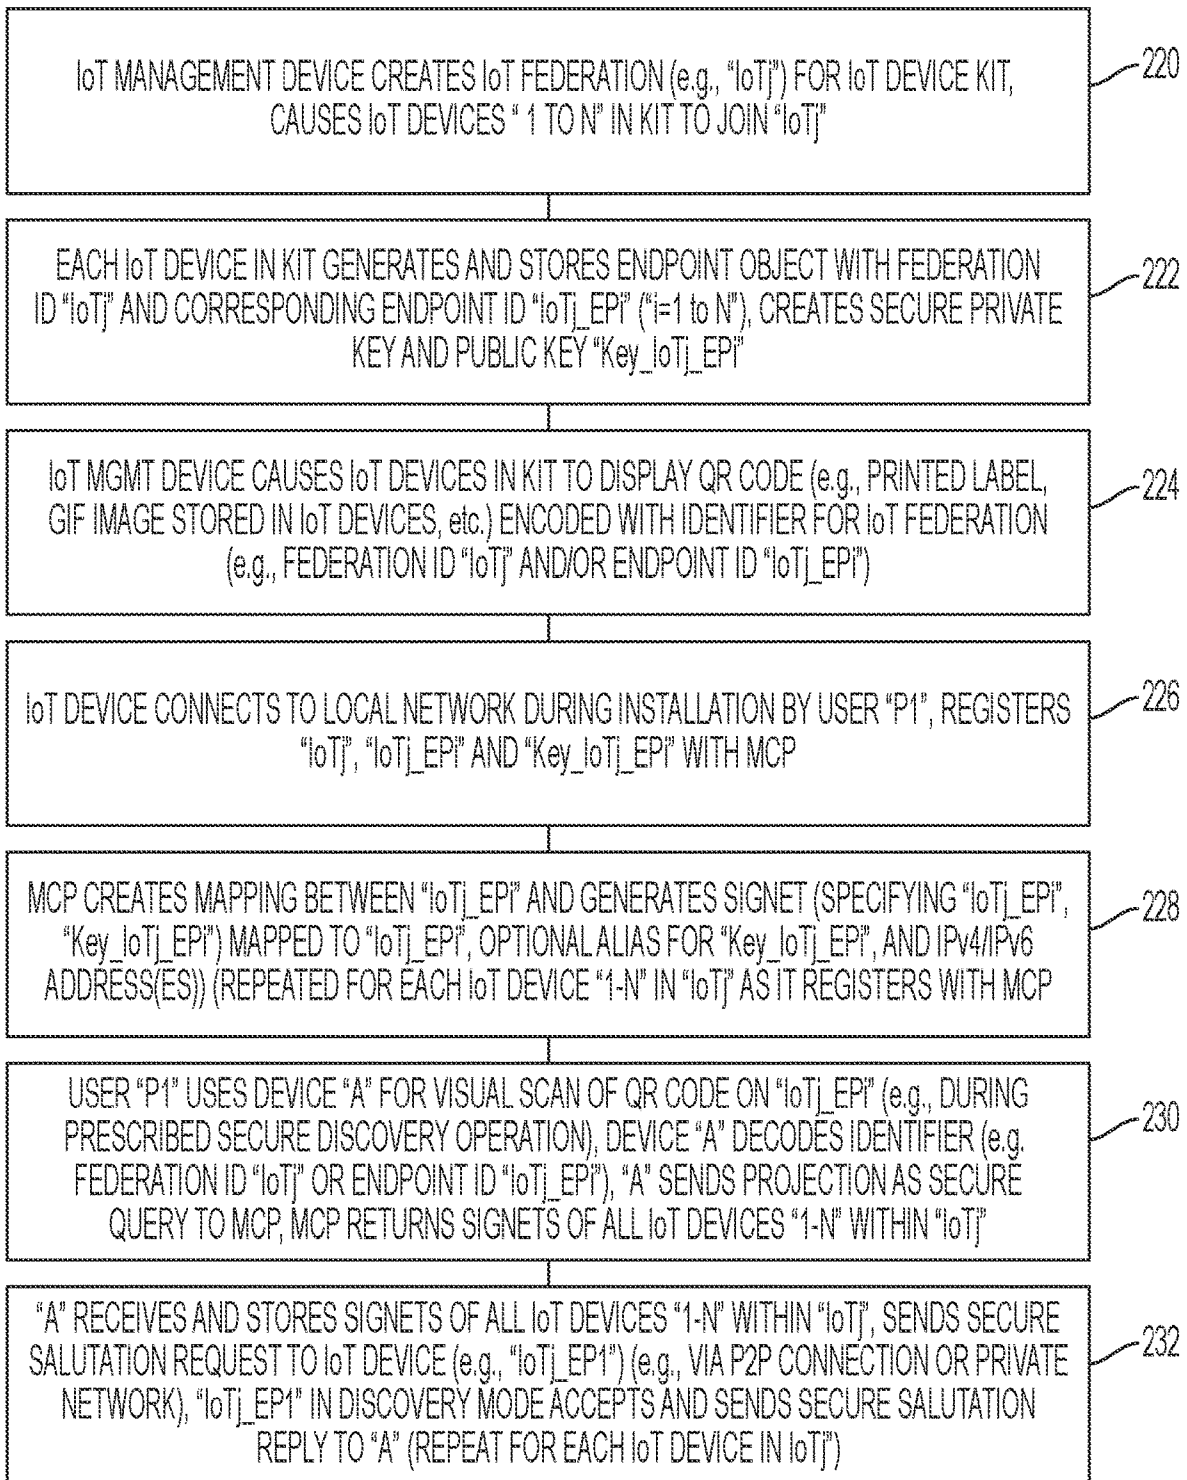 IoT MANAGEMENT DEVICE CREATES IoT FEDERATION (e.g., “IoTj”) FOR IoT DEVICE KIT,
CAUSES IoT DEVICES “ 1 TO N” IN KIT TO JOIN “IoTj”
220
EACH IoT DEVICE IN KIT GENERATES AND STORES ENDPOINT OBJECT WITH FEDERATION
ID “IoTj” AND CORRESPONDING ENDPOINT ID “IoTj_EPi” (“i=1 to N”), CREATES SECURE PRIVATE
KEY AND PUBLIC KEY “Key_IoTj_EPi”
222
IoT MGMT DEVICE CAUSES IoT DEVICES IN KIT TO DISPLAY QR CODE (e.g., PRINTED LABEL,
GIF IMAGE STORED IN IoT DEVICES, etc.) ENCODED WITH IDENTIFIER FOR IoT FEDERATION
(e.g., FEDERATION ID “IoTj” AND/OR ENDPOINT ID “IoTj_EPi”)
224
IoT DEVICE CONNECTS TO LOCAL NETWORK DURING INSTALLATION BY USER “P1”, REGISTERS
“IoTj”, “IoTj_EPi” AND “Key_IoTj_EPi” WITH MCP
226
MCP CREATES MAPPING BETWEEN “IoTj_EPi” AND GENERATES SIGNET (SPECIFYING “IoTj_EPi”,
“Key_IoTj_EPi”) MAPPED TO “IoTj_EPi”, OPTIONAL ALIAS FOR “Key_IoTj_EPi”, AND IPv4/IPv6
ADDRESS(ES)) (REPEATED FOR EACH IoT DEVICE “1-N” IN “IoTj” AS IT REGISTERS WITH MCP
228
USER “P1” USES DEVICE “A” FOR VISUAL SCAN OF QR CODE ON “IoTj_EPi” (e.g., DURING
PRESCRIBED SECURE DISCOVERY OPERATION), DEVICE “A” DECODES IDENTIFIER (e.g.
FEDERATION ID “IoTj” OR ENDPOINT ID “IoTj_EPi”), “A” SENDS PROJECTION AS SECURE
QUERY TO MCP, MCP RETURNS SIGNETS OF ALL IoT DEVICES “1-N” WITHIN “IoTj”
230
“A” RECEIVES AND STORES SIGNETS OF ALL IoT DEVICES “1-N” WITHIN “IoTj”, SENDS SECURE
SALUTATION REQUEST TO IoT DEVICE (e.g., “IoTj_EP1”) (e.g., VIA P2P CONNECTION OR PRIVATE
NETWORK), “IoTj_EP1” IN DISCOVERY MODE ACCEPTS AND SENDS SECURE SALUTATION
REPLY TO “A” (REPEAT FOR EACH IoT DEVICE IN IoTj”)
232